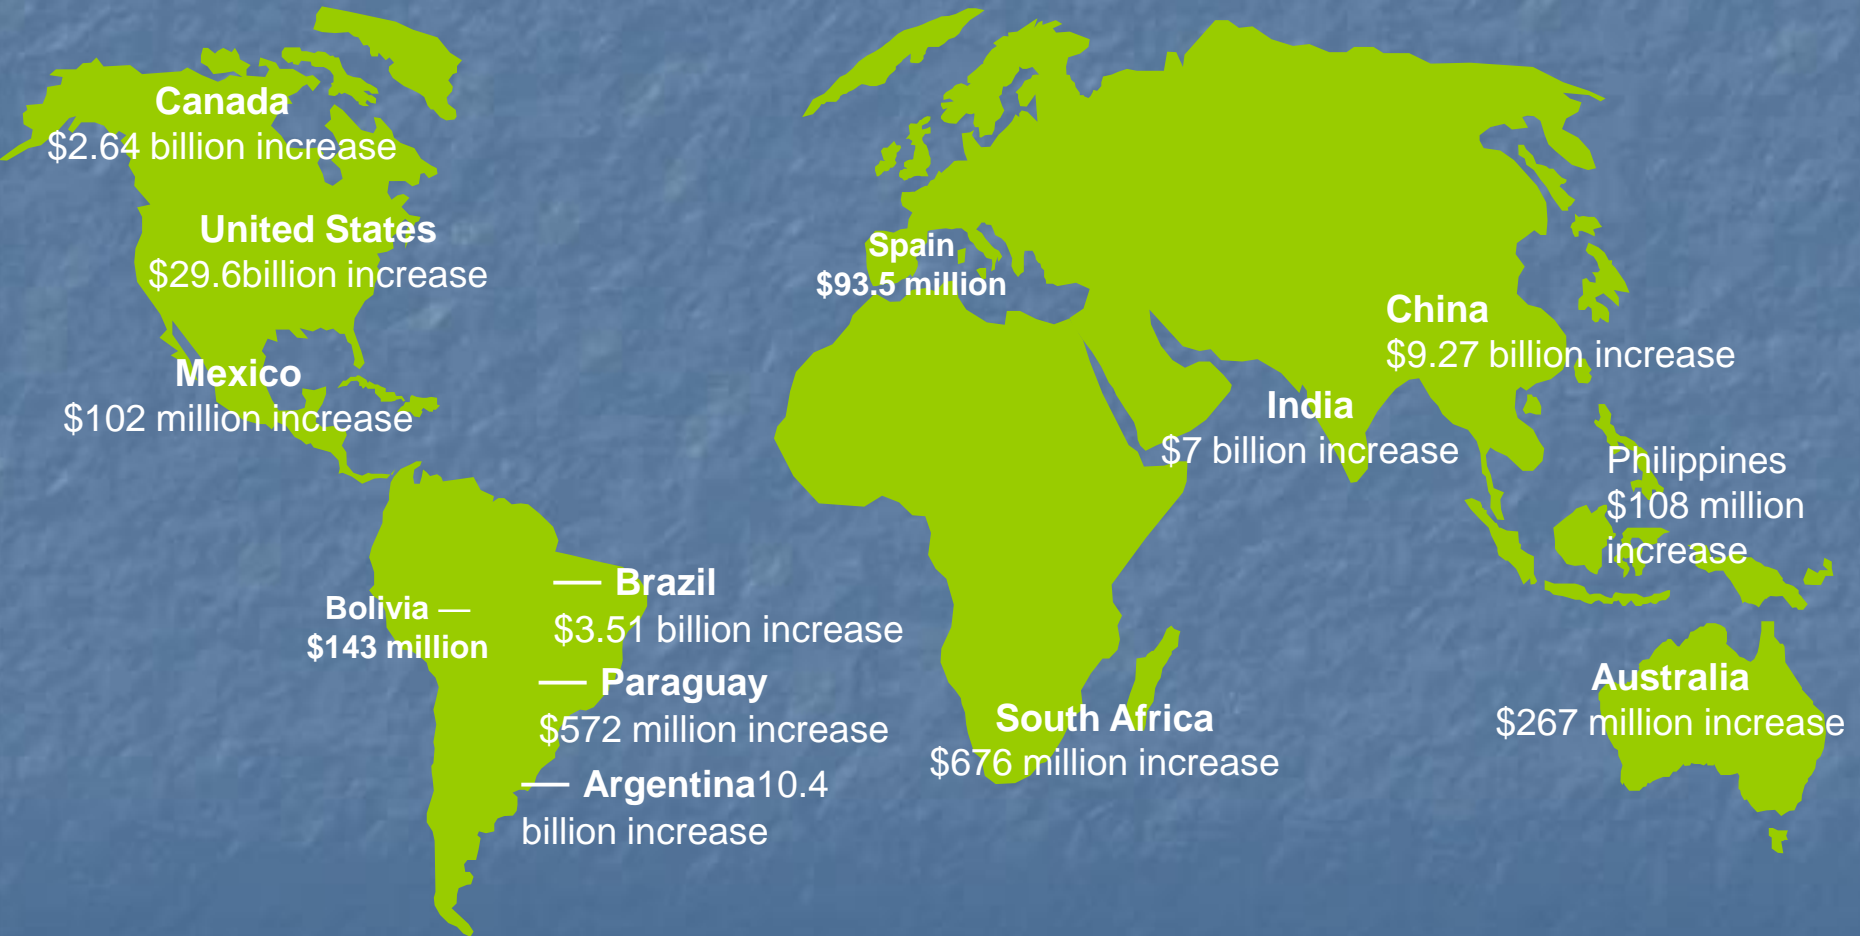 Canada
$2.64 billion increase
United States
$29.6billion increase
Mexico
$102 million increase
Spain
$93.5 million
China
$9.27 billion increase
India
$7 billion increase
Philippines
$108 million
increase
Bolivia —
$143 million
— Brazil
$3.51 billion increase
— Paraguay
$572 million increase
— Argentina10.4
billion increase
South Africa
$676 million increase
Australia
$267 million increase